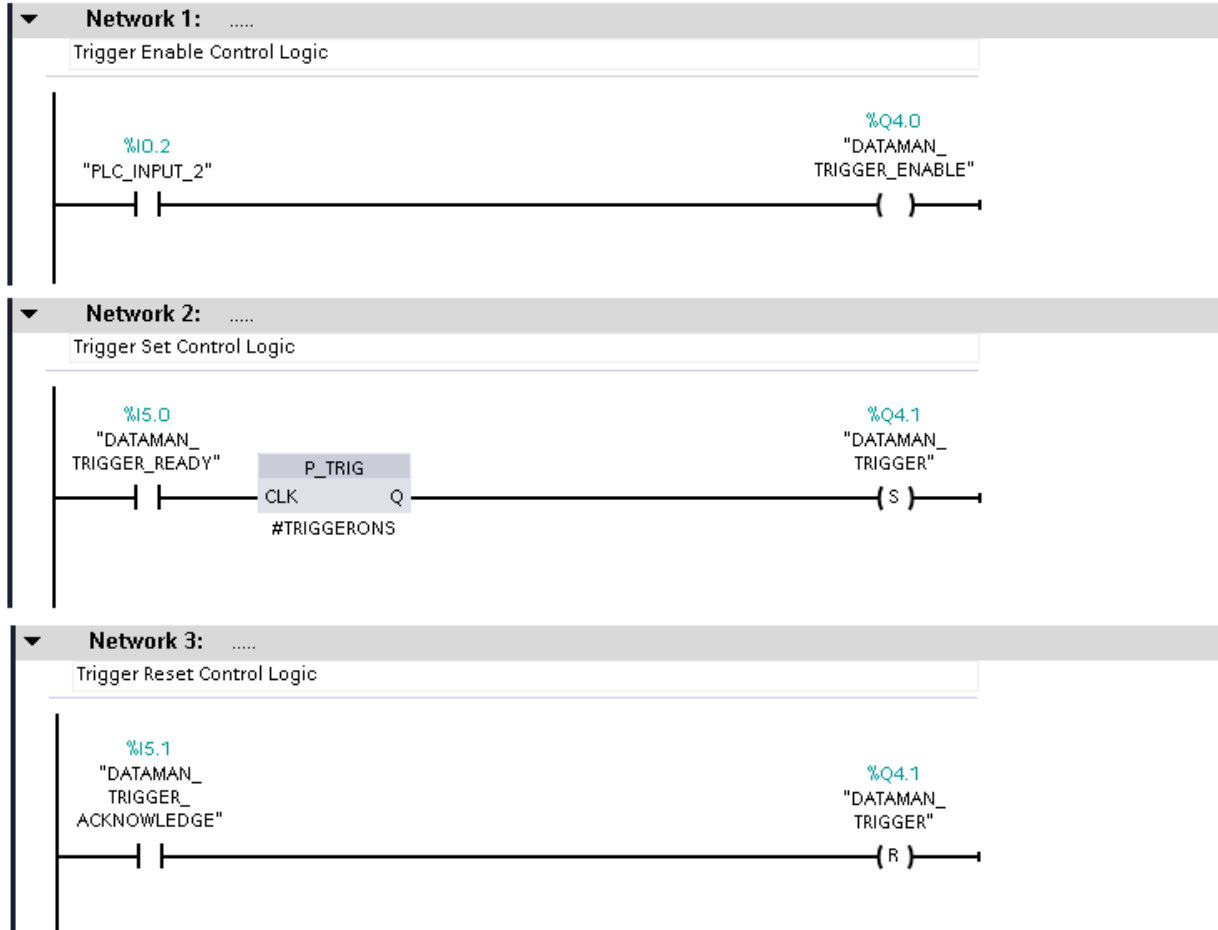 Network 1: .....
Trigger Enable Control Logic
%Q4.0
%I0.2
"DATAMAN_
"PLC_INPUT_2"
TRIGGER_ENABLE"
Network 2: .....
Trigger Set Control Logic
%I5.0
%Q4.1
"DATAMAN_
"DATAMAN_
TRIGGER_READY"
TRIGGER"
P_TRIG
CLK
Q
S
#TRIGGERONS
Network 3: .....
Trigger Reset Control Logic
%I5.1
"DATAMAN_
TRIGGER_
ACKNOWLEDGE"
%Q4.1
"DATAMAN_
TRIGGER"
R